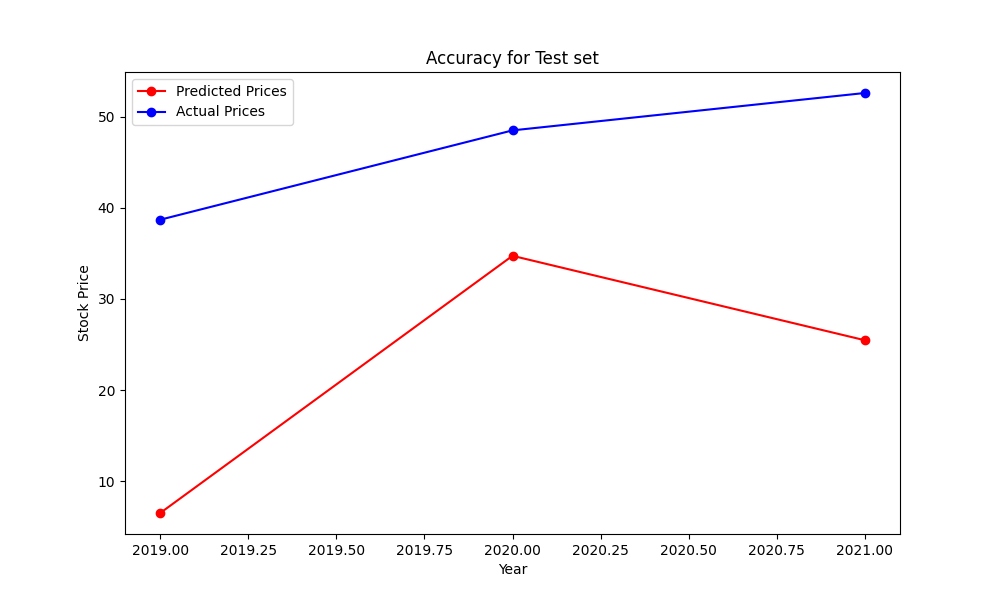 Accuracy for Test set
Predicted Prices
Actual Prices
50
40
30
20
10
Stock Price
2019.00 2019.25 2019.50 2019.75 2020.00 2020.25 2020.50 2020.75 2021.00
Year